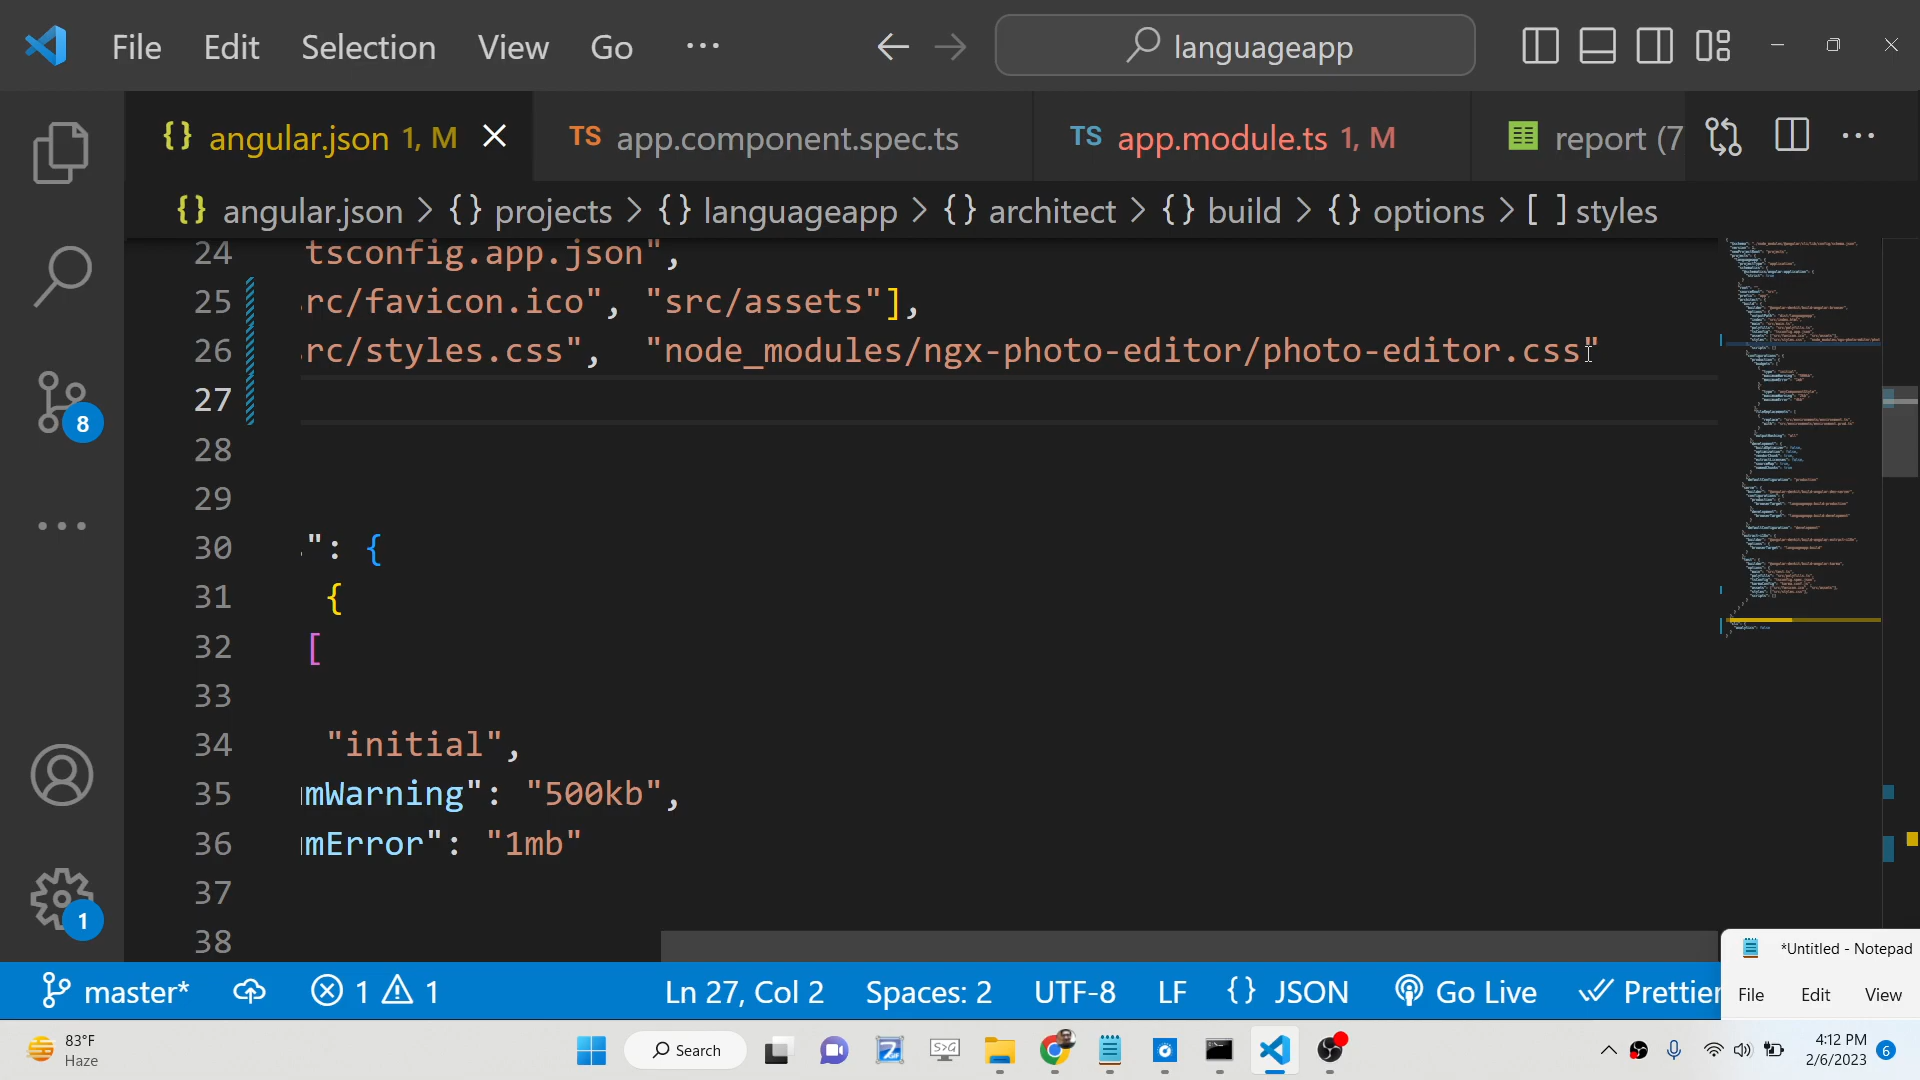 File Edit Selection View Go ··· languageapp
angular.json 1, M app.component.spec.ts app.module.ts 1, M report (7
angular.json > {} projects > {} languageapp > {} architect > {} build > {} options > [ ] styles
24 tsconfig.app.json",
25 rc/favicon.ico", "src/assets"],
26 rc/styles.css", "node_modules/ngx-photo-editor/photo-editor.css"
27
28
29
30 ": {
31 {
32 [
33
34 "initial",
35 mWarning": "500kb",
36 mError": "1mb"
37
38
8
1
*Untitled - Notepad
File Edit View
master* 1 1 Ln 27, Col 2 Spaces: 2 UTF-8 LF {} JSON Go Live Prettier
83°F
Haze
Search
4:12 PM
2/6/2023
6